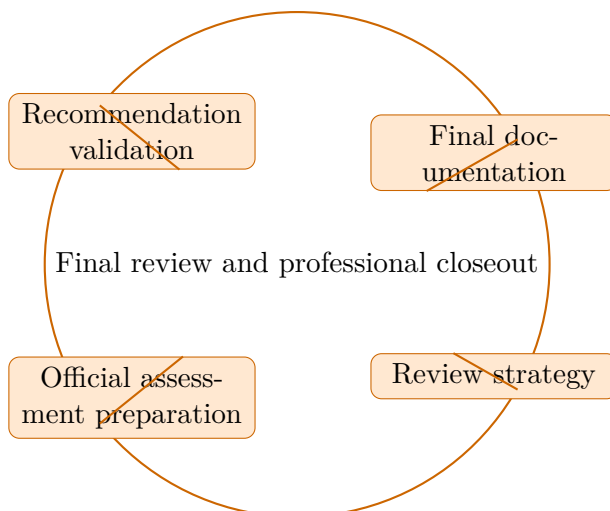 Recommendation
validation
Final doc-
umentation
Final review and professional closeout
Official assess-
ment preparation
Review strategy